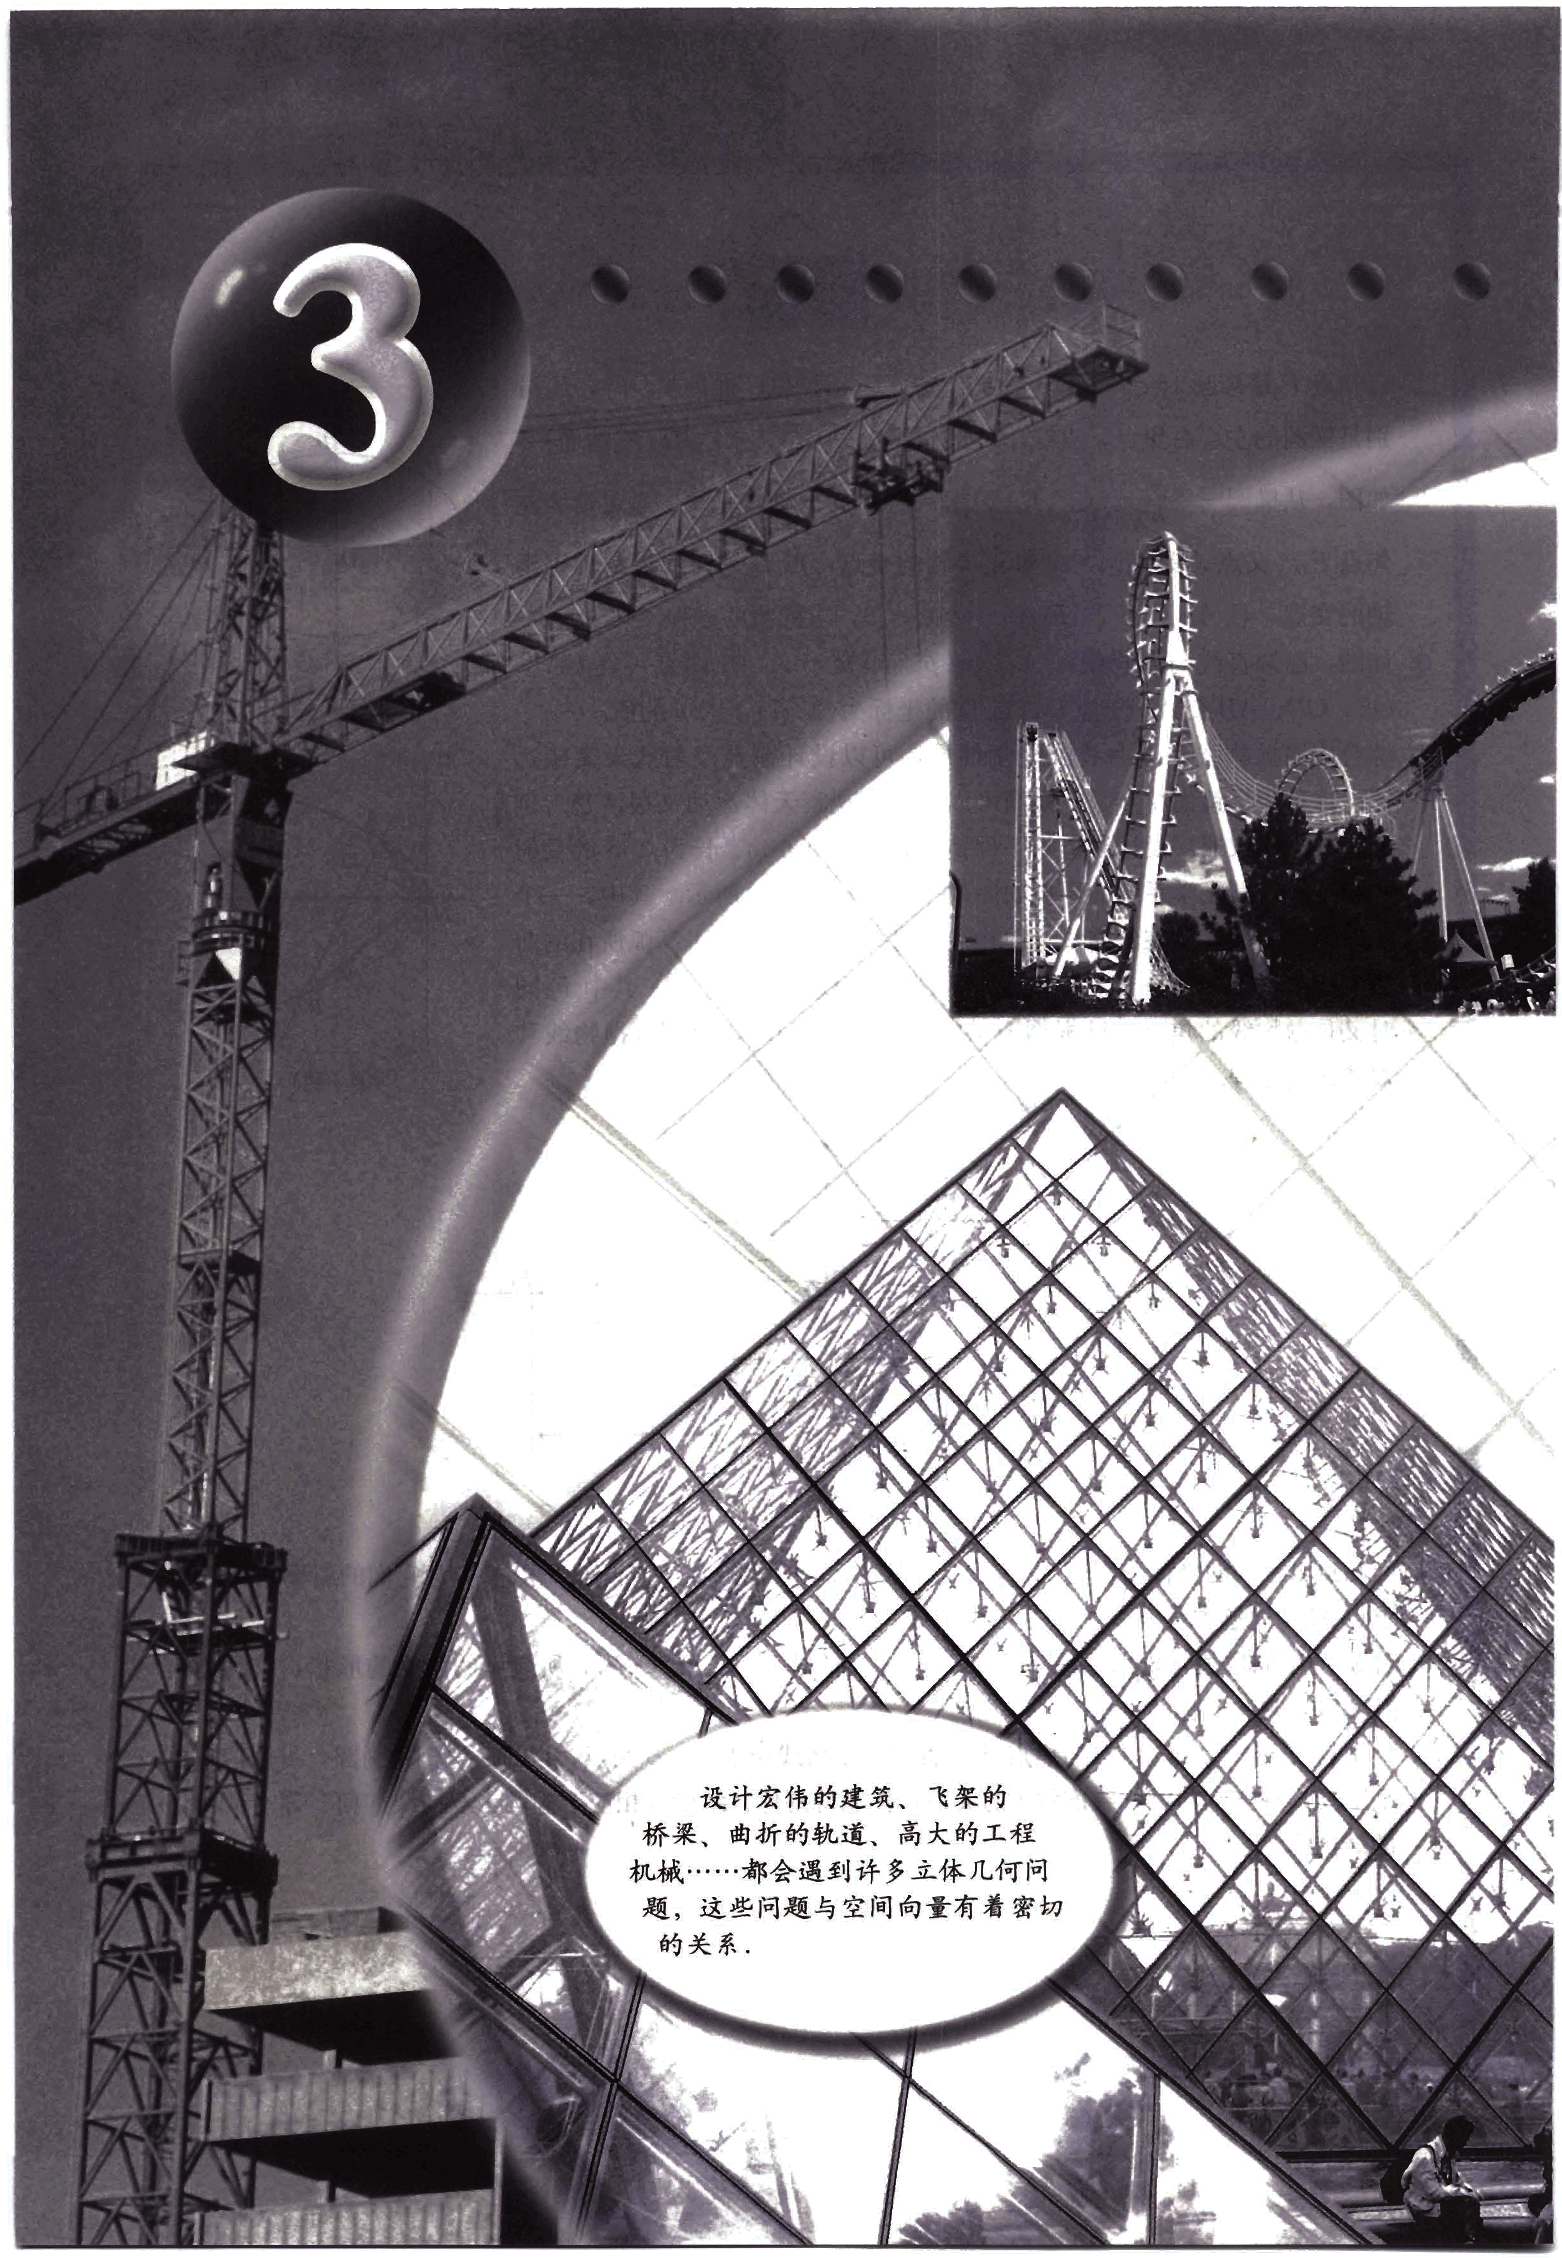 3
设计宏伟的建筑、飞架的
桥梁、曲折的轨道、高大的工程
机械……都会遇到许多立体几何问
题，这些问题与空间向量有着密切
的关系.